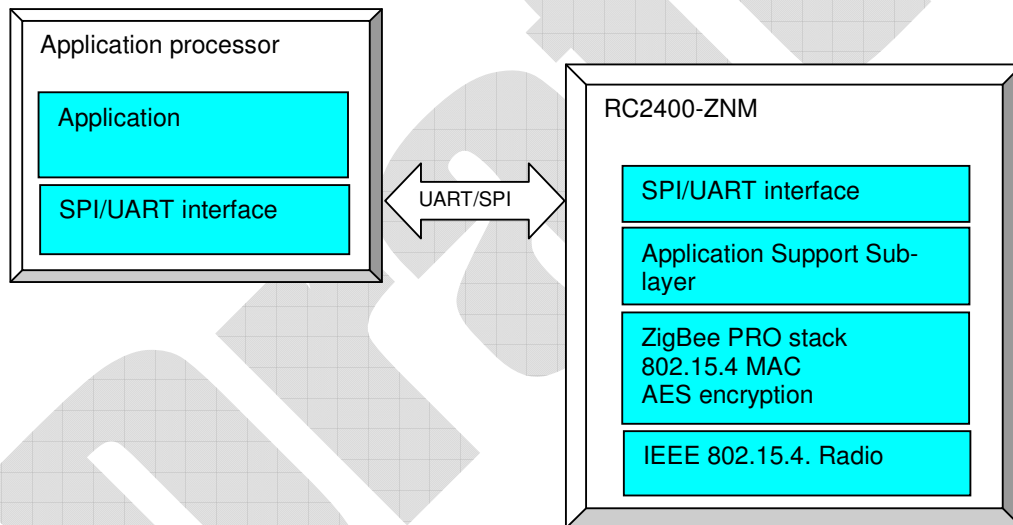 Application processor
Application
SPI/UART interface
UART/SPI
RC2400-ZNM
SPI/UART interface
Application Support Sub-
layer
ZigBee PRO stack
802.15.4 MAC
AES encryption
IEEE 802.15.4. Radio